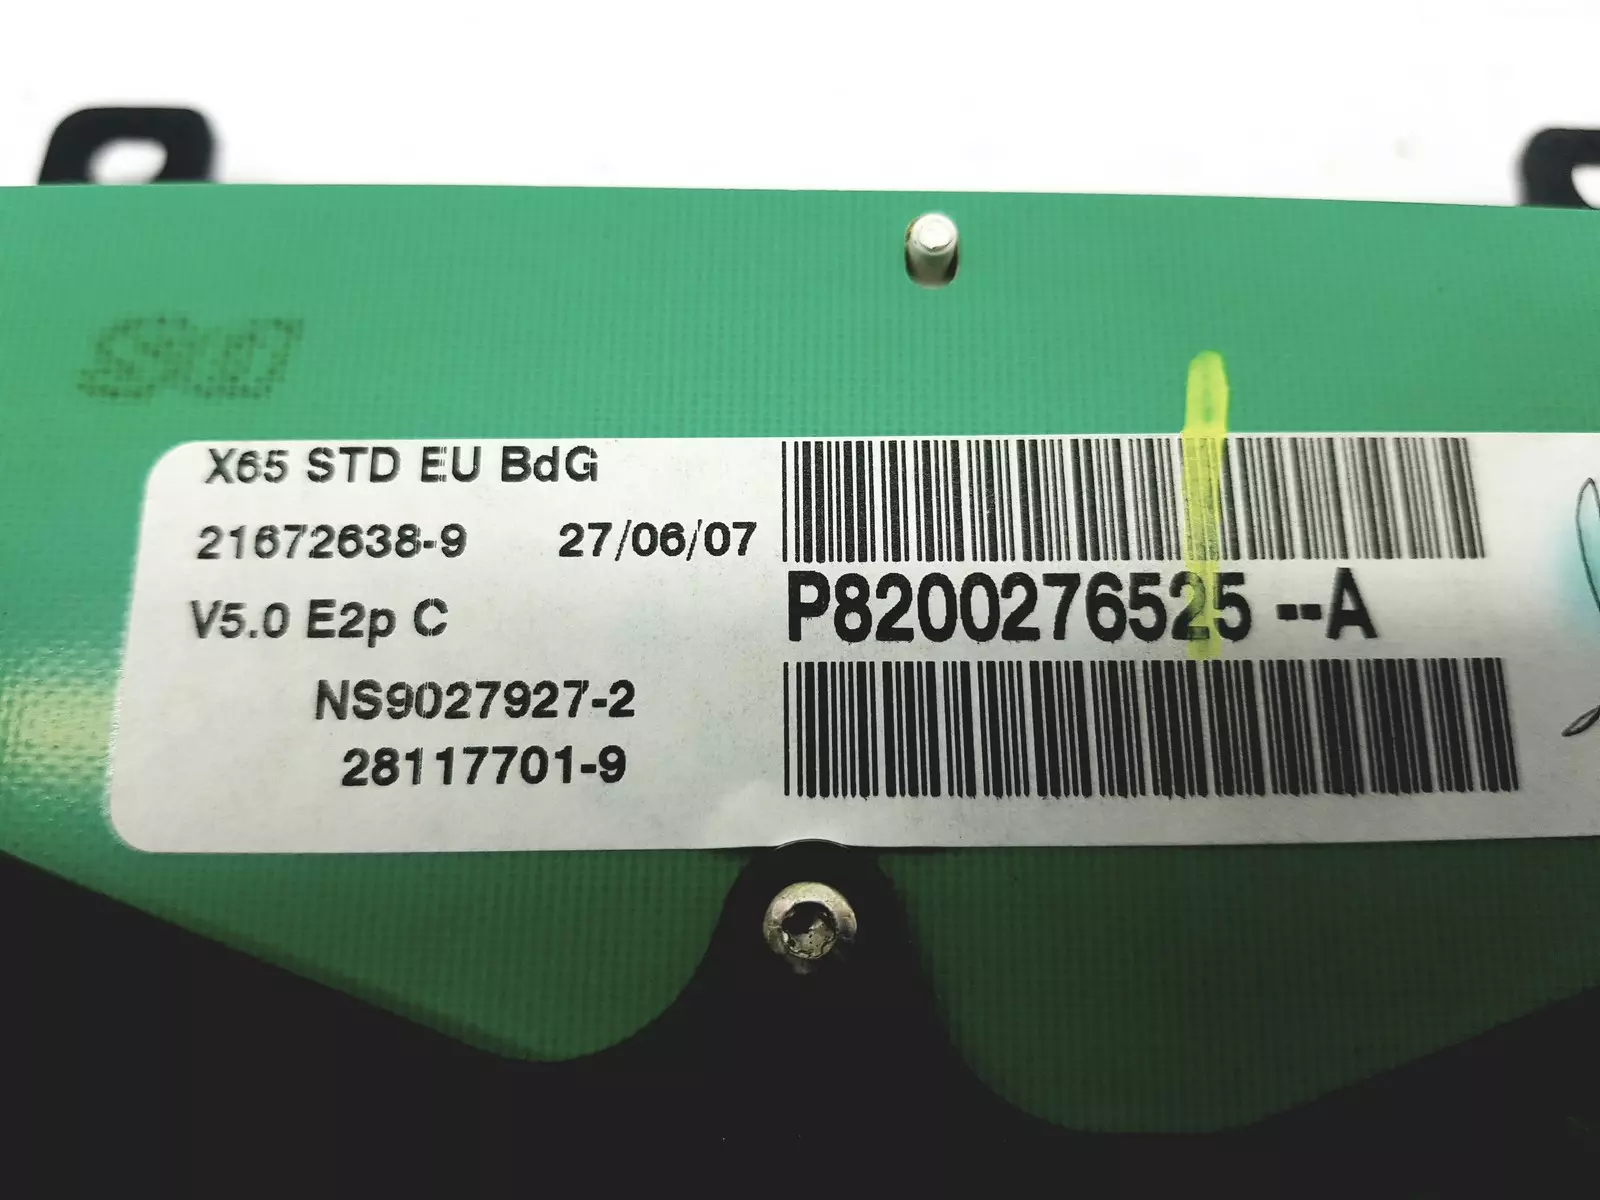 X65 STD EU BdG
21672638-9 27/06/07
V5.0 E2p C
P8200276525 --A
NS9027927-2
28117701-9